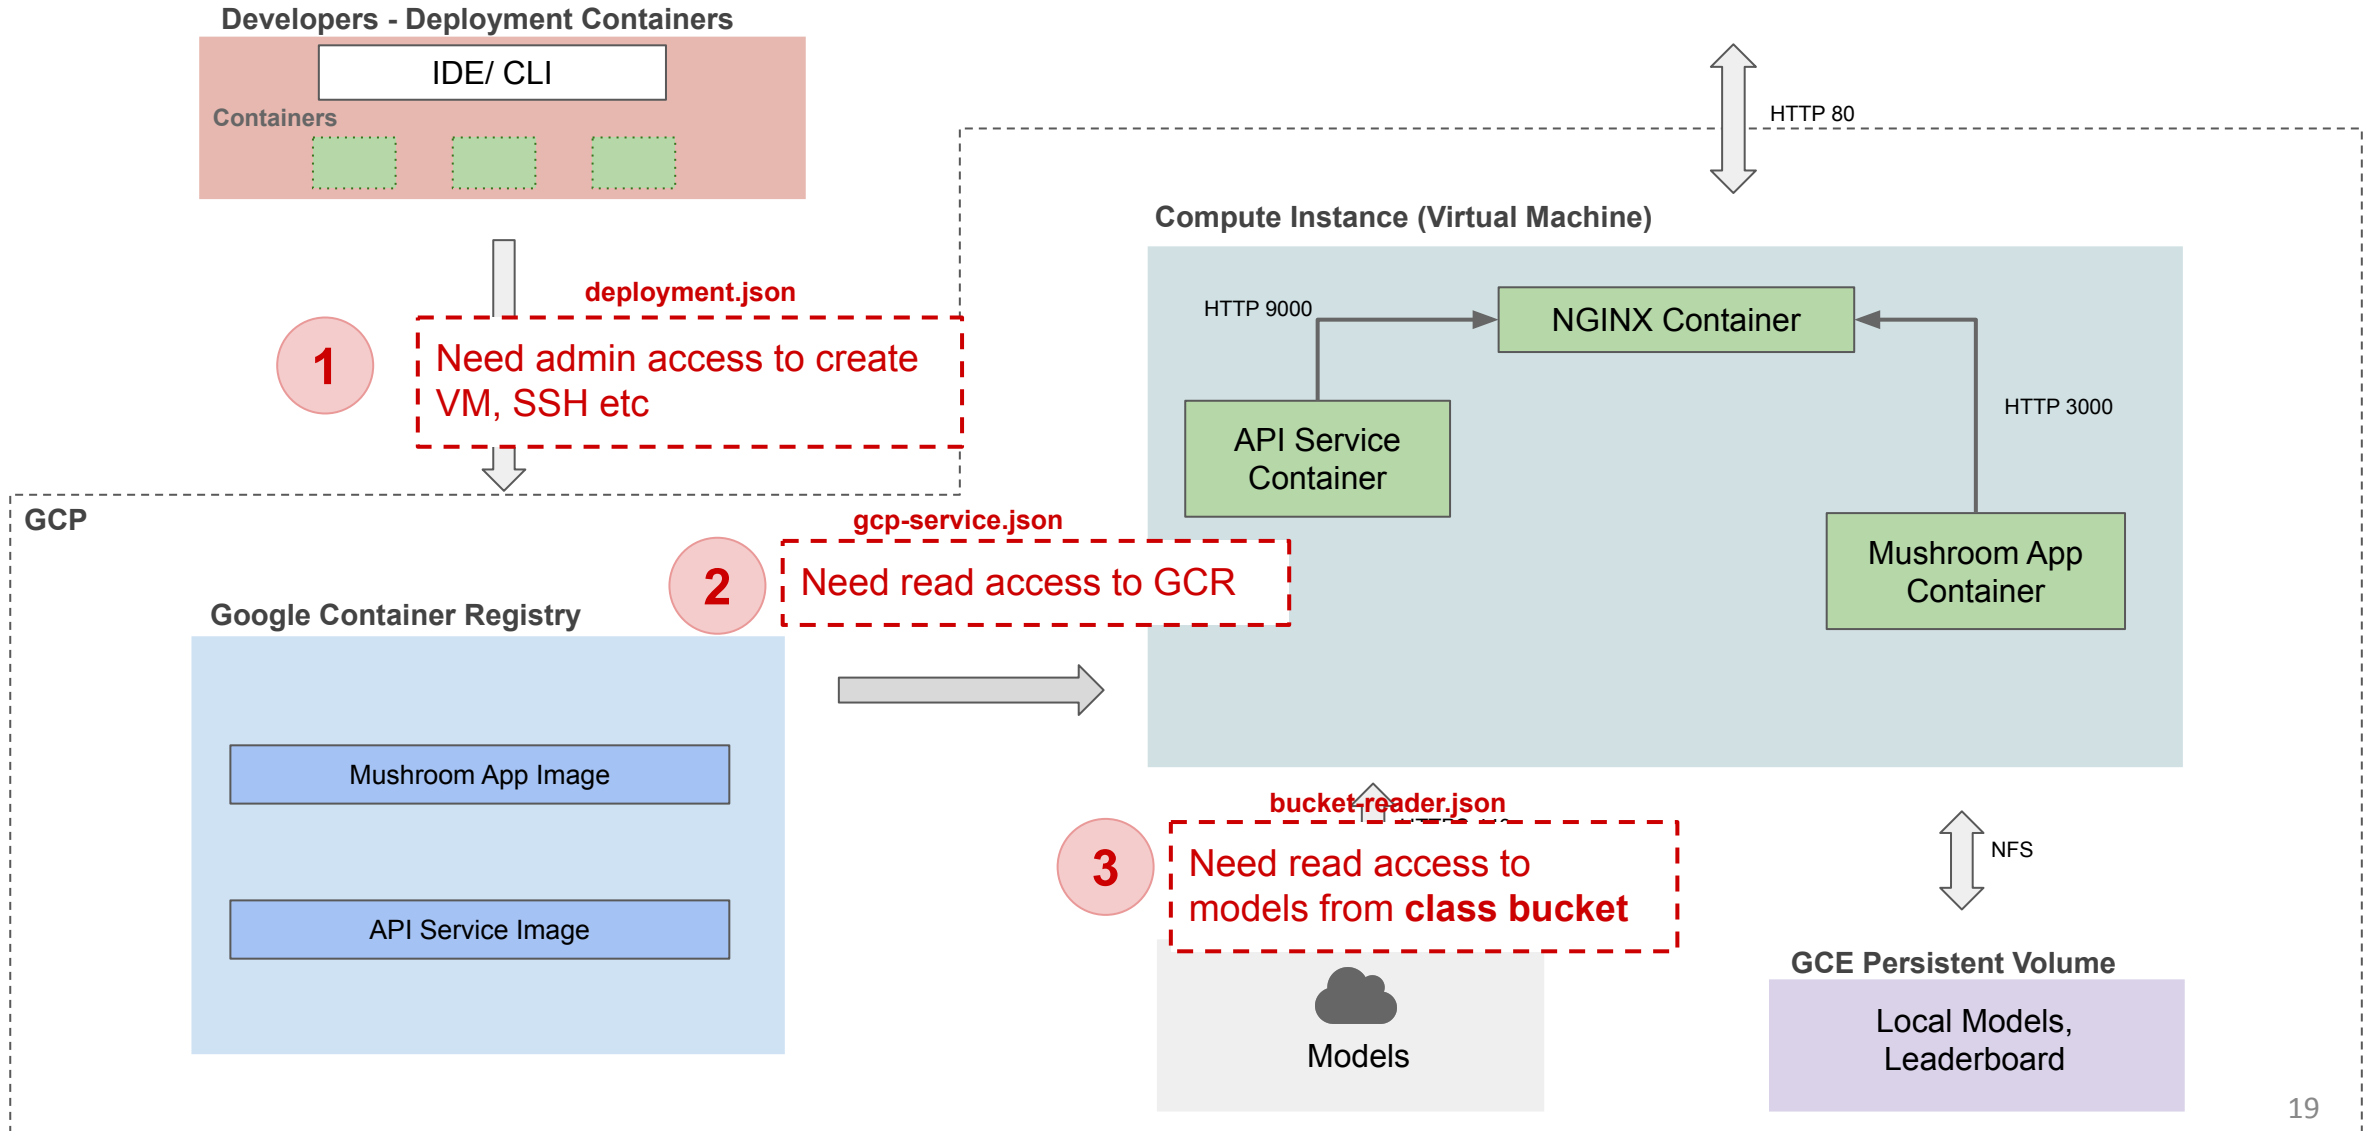 Developers - Deployment Containers
IDE/ CLI
Containers
HTTP 80
Compute Instance (Virtual Machine)
deployment.json
1
Need admin access to create
VM, SSH etc
HTTP 9000
NGINX Container
HTTP 3000
API Service
Container
Mushroom App
Container
GCP
gcp-service.json
2
Need read access to GCR
Google Container Registry
Mushroom App Image
API Service Image
bucket-reader.json
3
Need read access to
models from class bucket
Models
NFS
GCE Persistent Volume
Local Models,
Leaderboard
19